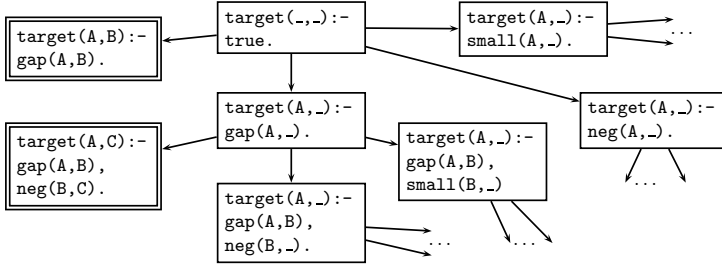 target(A,B):-
gap(A,B).
target(_,_):-
true.
target(A,_):-
small(A,_).
...
target(A,C):-
gap(A,B),
neg(B,C).
target(A,_):-
gap(A,_).
target(A,_):-
gap(A,B),
small(B,_)
target(A,_):-
neg(A,_).
...
target(A,_):-
gap(A,B),
neg(B,_).
...
...